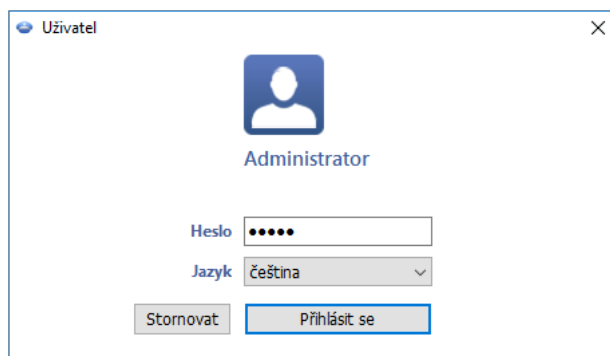 Uživatel
Administrator
Heslo •••••
Jazyk čeština
Stornovat Přihlásit se